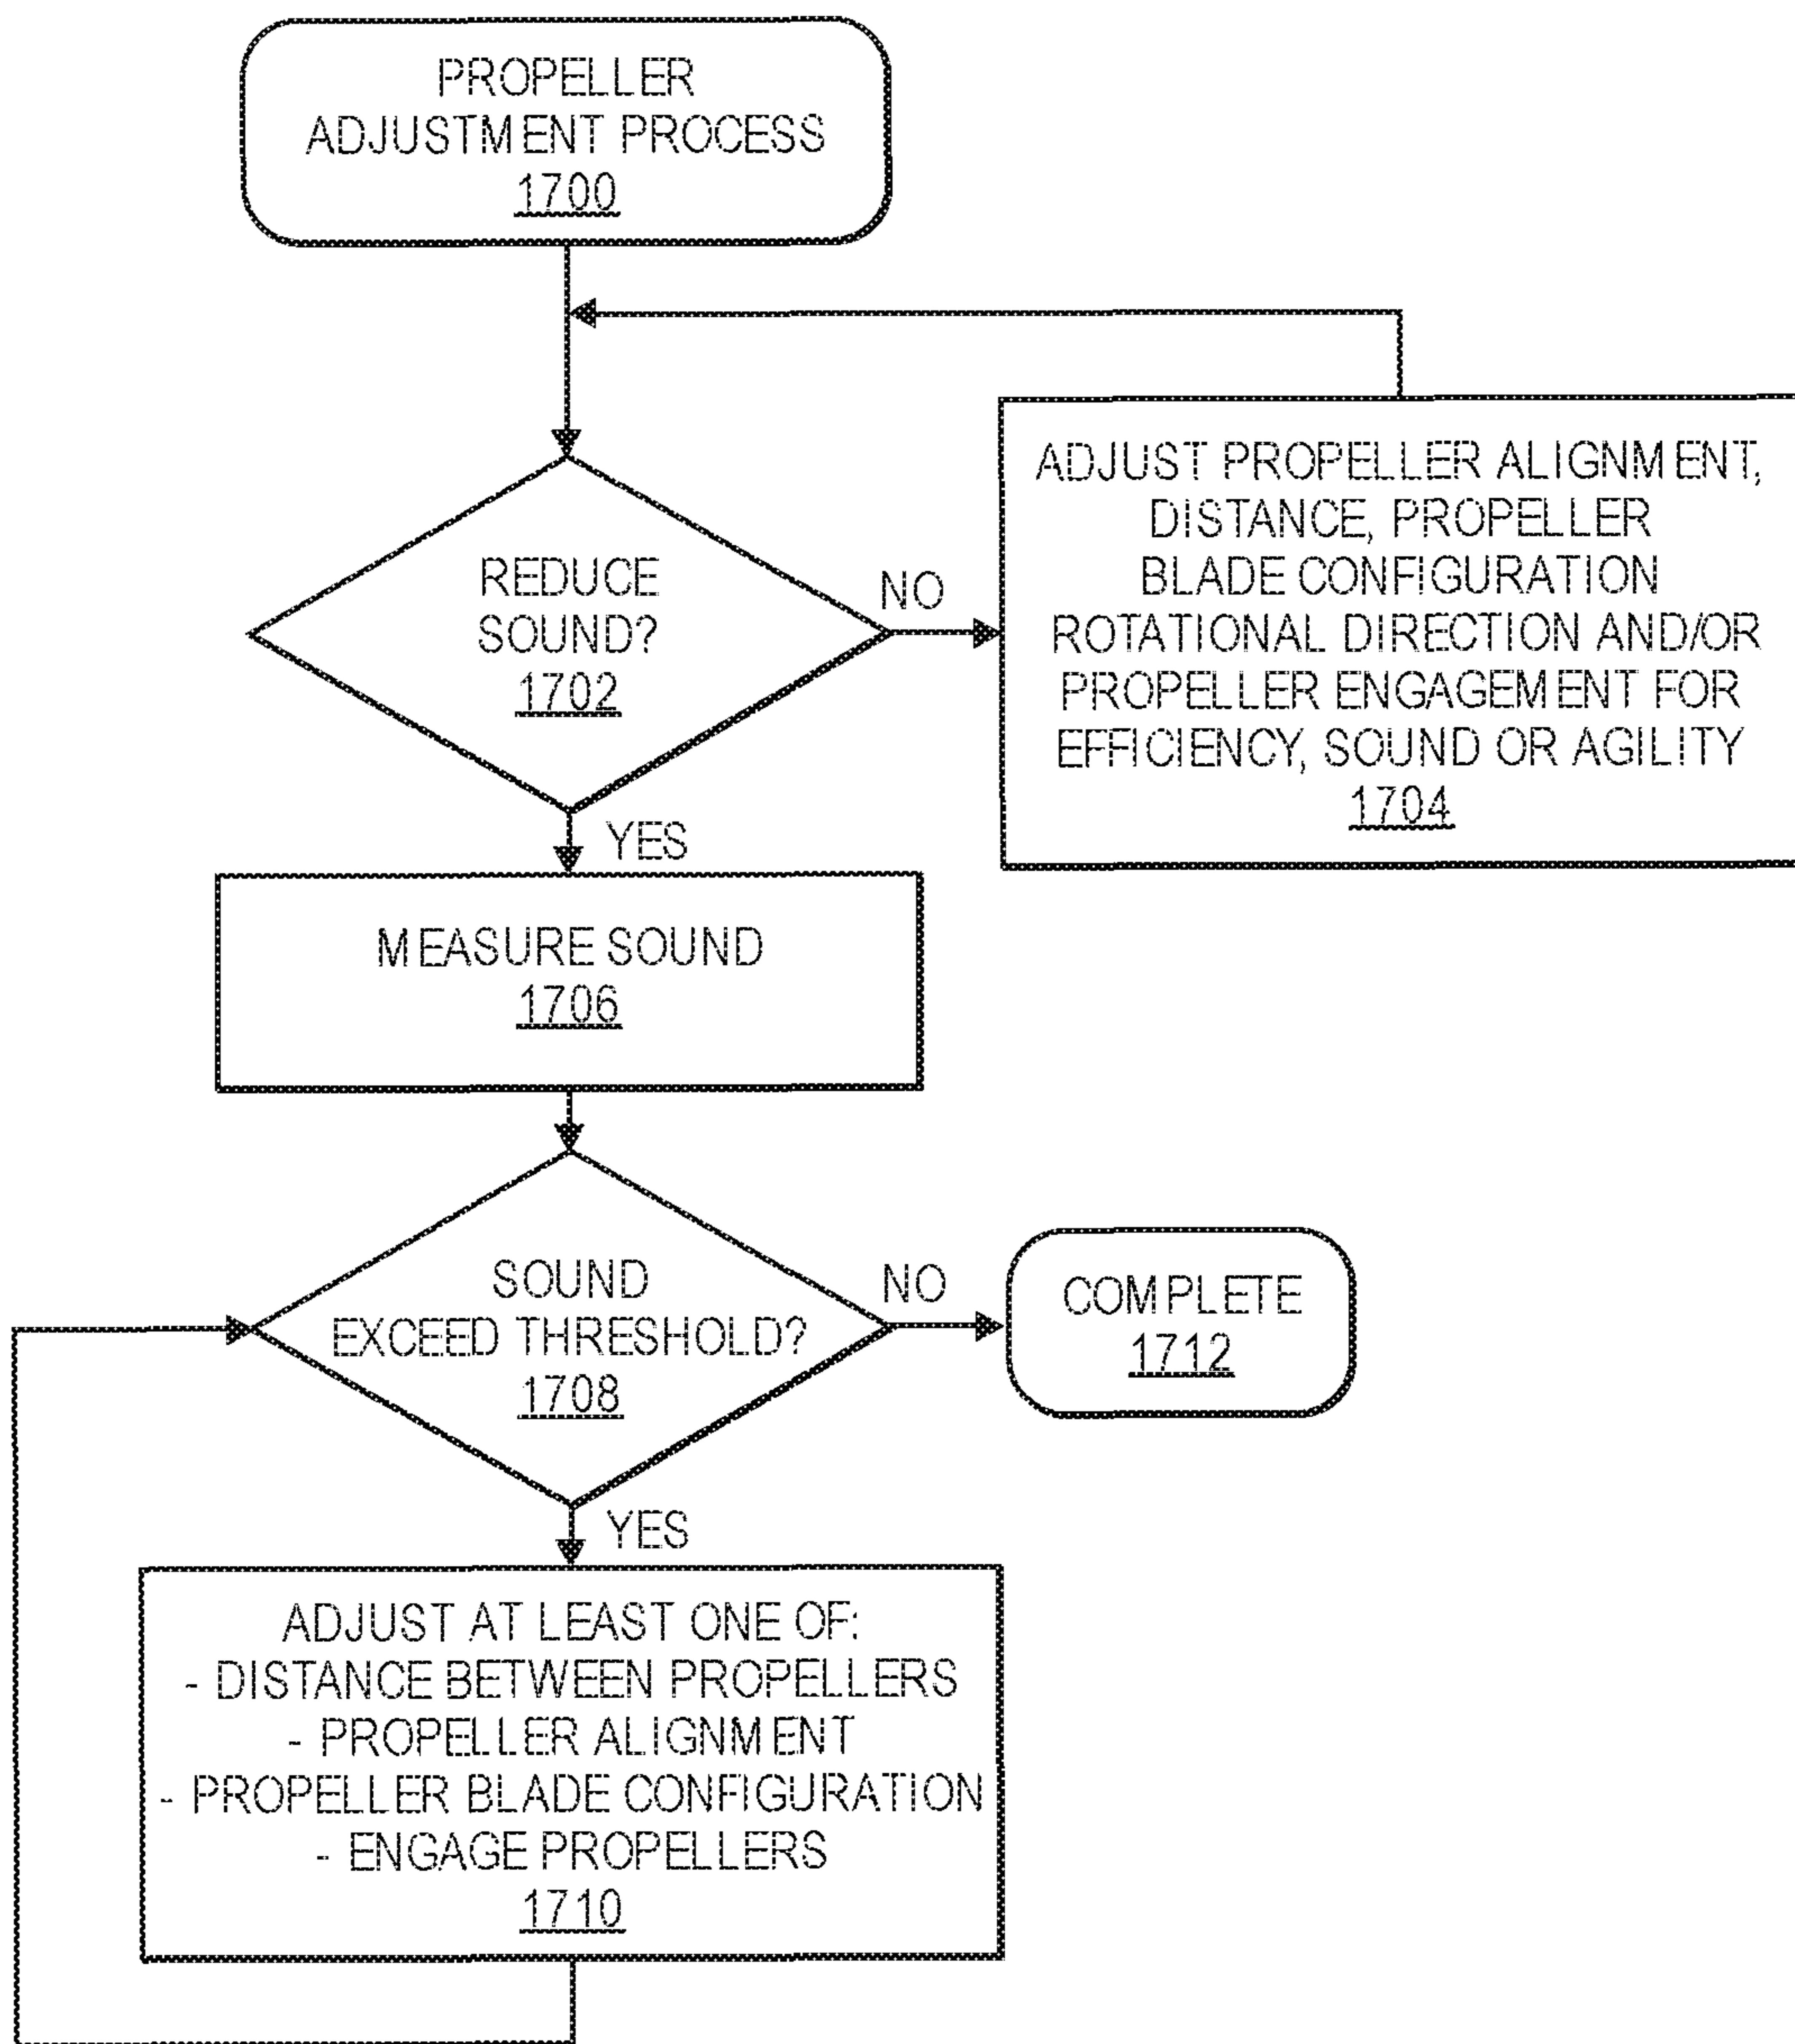 PROPELLER
ADJUSTMENT PROCESS
1700
REDUCE
SOUND?
1702
NO
ADJUST PROPELLER ALIGNMENT,
DISTANCE, PROPELLER
BLADE CONFIGURATION
ROTATIONAL DIRECTION AND/OR
PROPELLER ENGAGEMENT FOR
EFFICIENCY, SOUND OR AGILITY
1704
YES
MEASURE SOUND
1706
SOUND
EXCEED THRESHOLD?
1708
NO
COMPLETE
1712
YES
ADJUST AT LEAST ONE OF:
- DISTANCE BETWEEN PROPELLERS
- PROPELLER ALIGNMENT
- PROPELLER BLADE CONFIGURATION
- ENGAGE PROPELLERS
1710